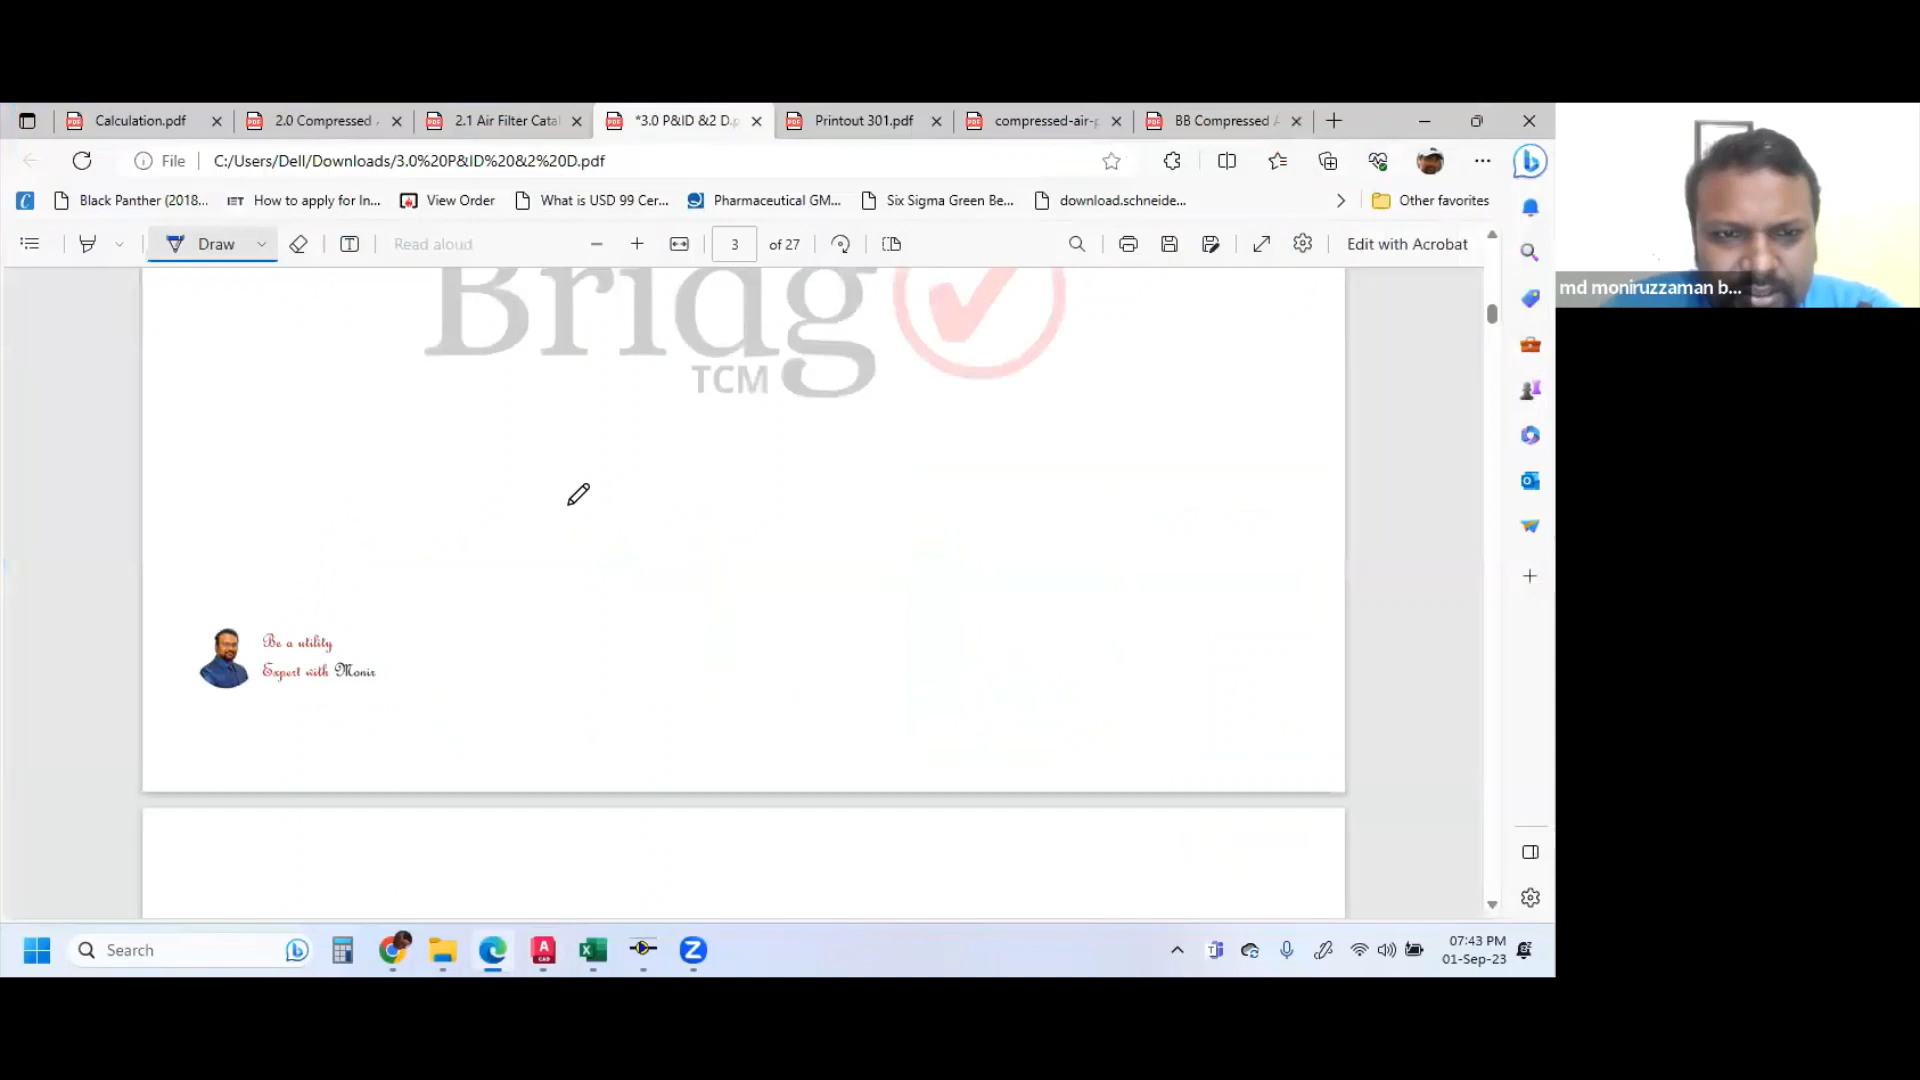 Calculation.pdf
2.0 Compressed
2.1 Air Filter Cata
*3.0 P&ID &2 D.p
Printout 301.pdf
compressed-air-
BB Compressed
File
C:/Users/Dell/Downloads/3.0%20P&ID%20&2%20D.pdf
Black Panther (2018...
IET How to apply for In...
View Order
What is USD 99 Cer...
Pharmaceutical GM...
Six Sigma Green Be...
download.schneide...
Other favorites
Draw
Read aloud
3
of 27
Edit with Acrobat
md moniruzzaman b...
Bridg
TCM
Be a utility
Expert with Monir
Search
07:43 PM
01-Sep-23